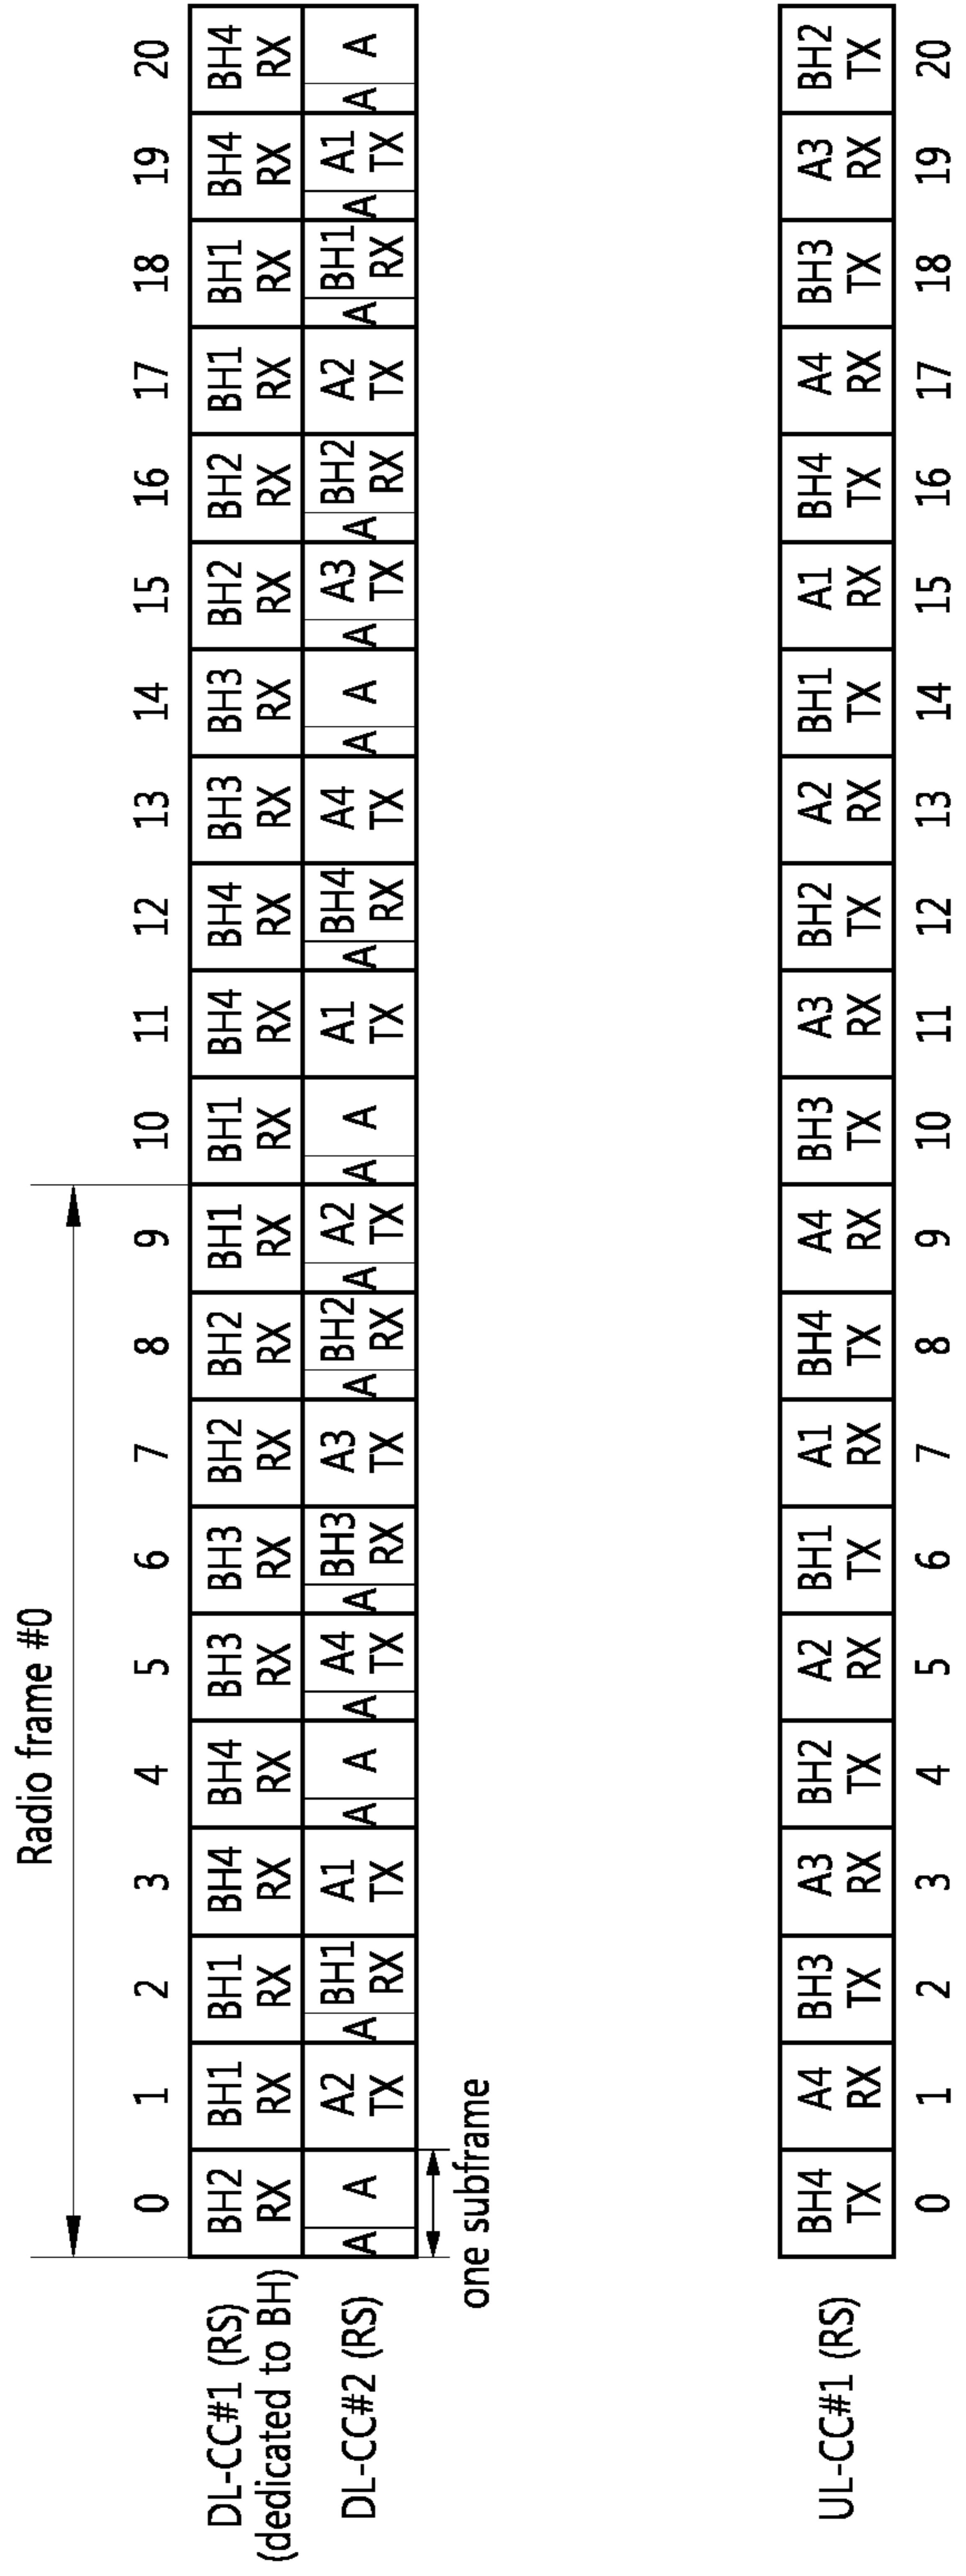 Radio frame #0
0 1 2 3 4 5 6 7 8 9 10 11 12 13 14 15 16 17 18 19 20
DL-CC#1 (RS) BH2 BH1 BH1 BH4 BH4 BH3 BH3 BH2 BH2 BH1 BH1 BH4 BH4 BH3 BH3 BH2 BH2 BH1 BH1 BH4 BH4
(dedicated to BH) RX RX RX RX RX RX RX RX RX RX RX RX RX RX RX RX RX RX RX RX RX
DL-CC#2 (RS) A A A2 A BH1 A1 A A A A4 A BH3 A3 A BH2 A A2 A A A1 A BH4 A4 A A A A3 A BH2 A2 A BH1 A A1 A A
TX RX TX TX RX TX RX TX TX RX TX TX RX TX RX TX
one subframe
UL-CC#1 (RS) BH4 A4 BH3 A3 BH2 A2 BH1 A1 BH4 A4 BH3 A3 BH2 A2 BH1 A1 BH4 A4 BH3 A3 BH2
TX RX TX RX TX RX TX RX TX RX TX RX TX RX TX RX TX RX TX RX TX
0 1 2 3 4 5 6 7 8 9 10 11 12 13 14 15 16 17 18 19 20